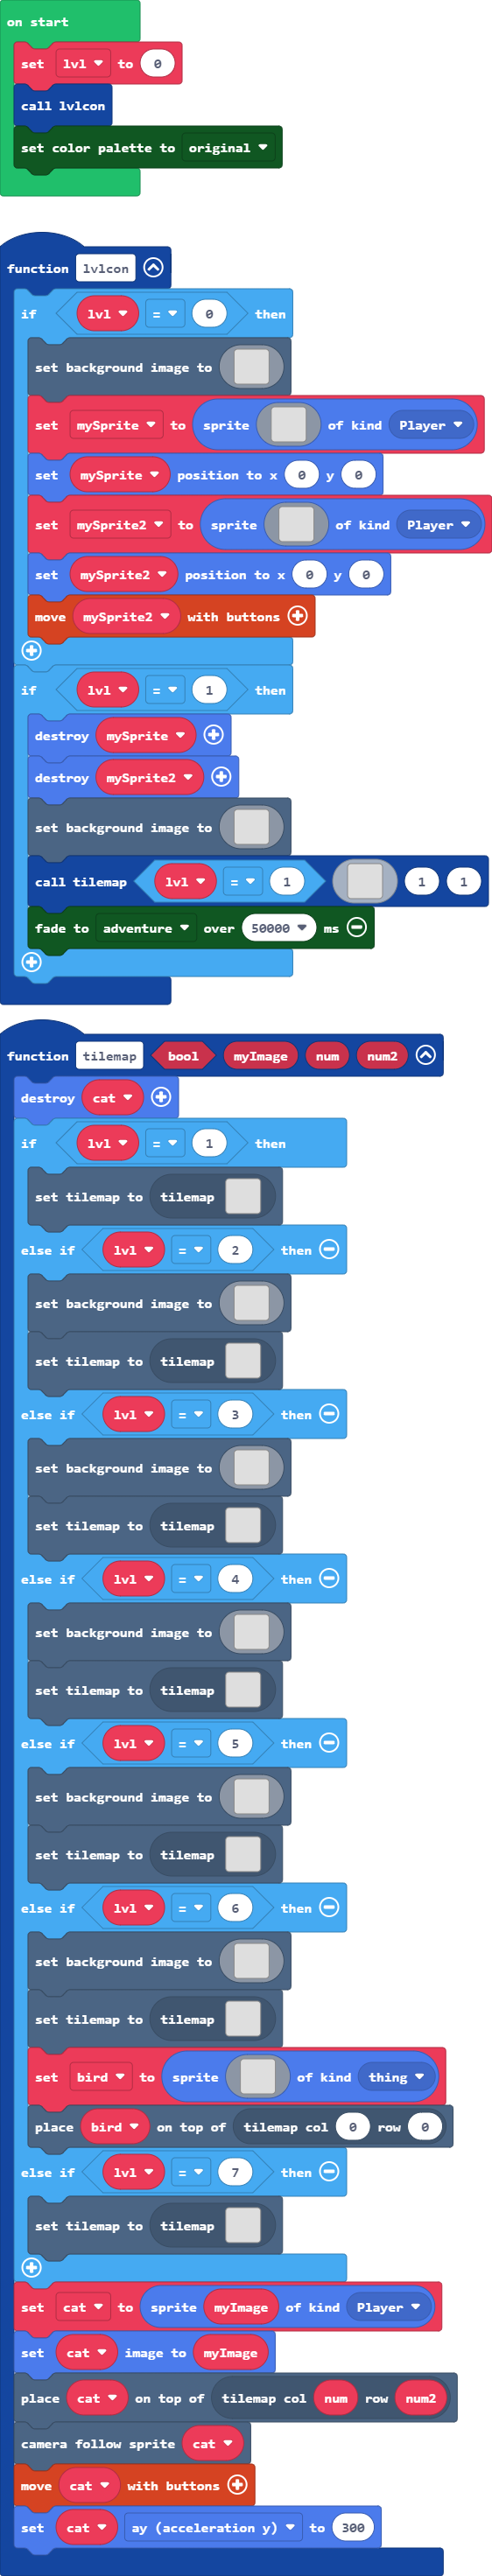 on start
set lvl to 0
call lvlcon
set color palette to original
function lvlcon
if lvl = 0 then
set background image to
set mySprite to sprite of kind Player
set mySprite position to x 0 y 0
set mySprite2 to sprite of kind Player
set mySprite2 position to x 0 y 0
move mySprite2 with buttons
if lvl = 1 then
destroy mySprite
destroy mySprite2
set background image to
call tilemap lvl = 1 1 1
fade to adventure over 50000 ms
function tilemap bool myImage num num2
destroy cat
if lvl = 1 then
set tilemap to tilemap
else if lvl = 2 then
set background image to
set tilemap to tilemap
else if lvl = 3 then
set background image to
set tilemap to tilemap
else if lvl = 4 then
set background image to
set tilemap to tilemap
else if lvl = 5 then
set background image to
set tilemap to tilemap
else if lvl = 6 then
set background image to
set tilemap to tilemap
set bird to sprite of kind thing
place bird on top of tilemap col 0 row 0
else if lvl = 7 then
set tilemap to tilemap
set cat to sprite myImage of kind Player
set cat image to myImage
place cat on top of tilemap col num row num2
camera follow sprite cat
move cat with buttons
set cat ay (acceleration y) to 300